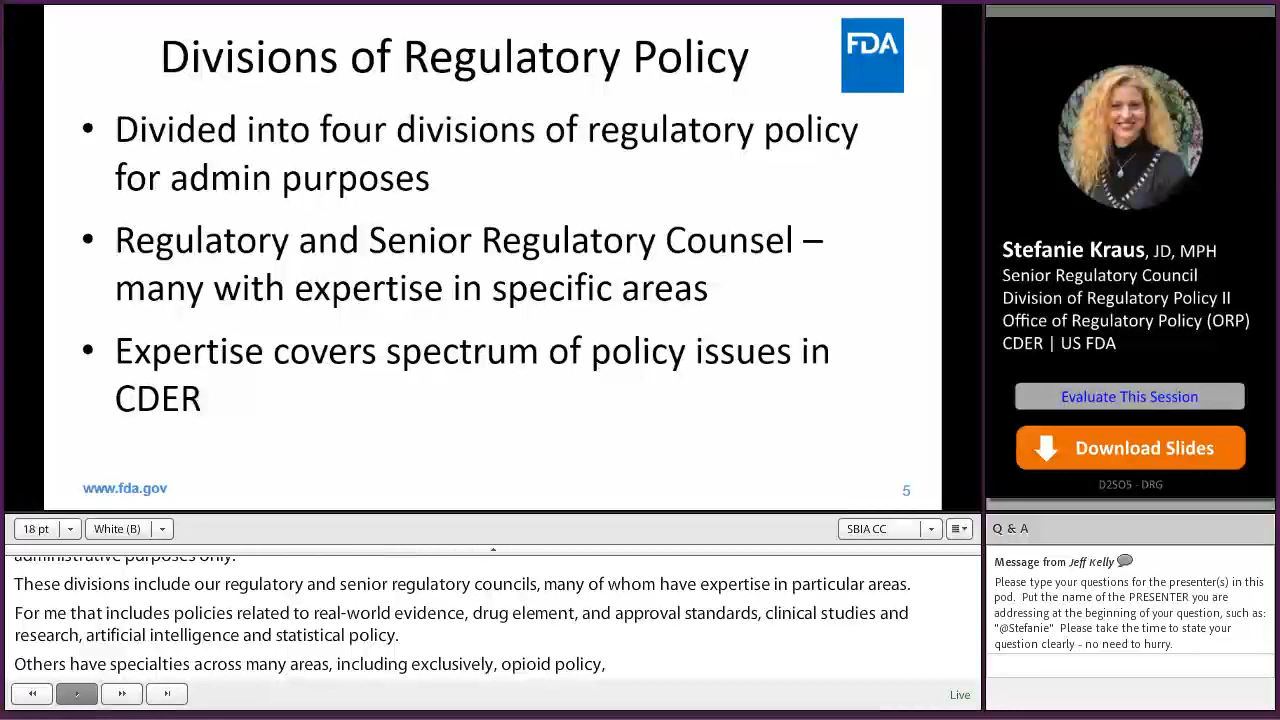 Divisions of Regulatory Policy
FDA
• Divided into four divisions of regulatory policy
for admin purposes
• Regulatory and Senior Regulatory Counsel –
many with expertise in specific areas
• Expertise covers spectrum of policy issues in
CDER
www.fda.gov
5
Stefanie Kraus, JD, MPH
Senior Regulatory Council
Division of Regulatory Policy II
Office of Regulatory Policy (ORP)
CDER | US FDA
Evaluate This Session
Download Slides
D2S05 - DRG
18 pt
White (B)
SBIA CC
administrative purposes only.
These divisions include our regulatory and senior regulatory councils, many of whom have expertise in particular areas.
For me that includes policies related to real-world evidence, drug element, and approval standards, clinical studies and
research, artificial intelligence and statistical policy.
Others have specialties across many areas, including exclusively, opioid policy,
Live
Q & A
Message from Jeff Kelly
Please type your questions for the presenter(s) in this
pod. Put the name of the PRESENTER you are
addressing at the beginning of your question, such as:
"@Stefanie" Please take the time to state your
question clearly - no need to hurry.